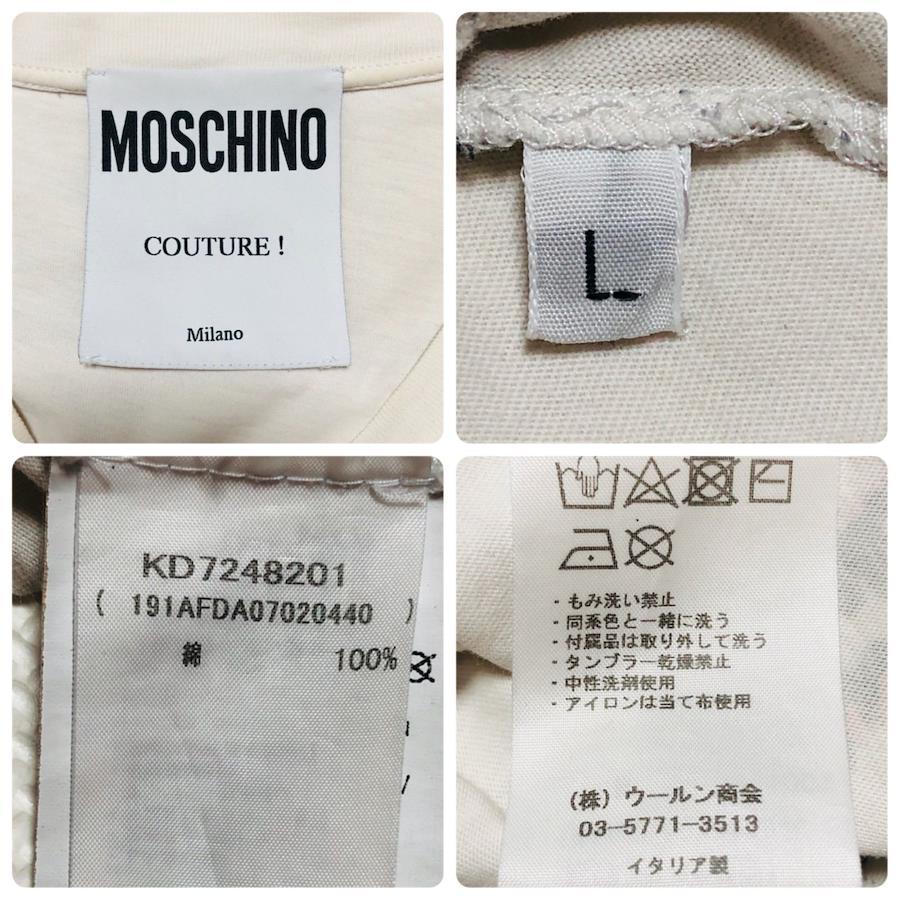 MOSCHINO
COUTURE !
Milano
L
KD7248201
( 191AFDA07020440 )
綿 100%
・もみ洗い禁止
・同系色と一緒に洗う
・付属品は取り外して洗う
・タンブラー乾燥禁止
・中性洗剤使用
・アイロンは当て布使用
（株）ウールン商会
03-5771-3513
イタリア製